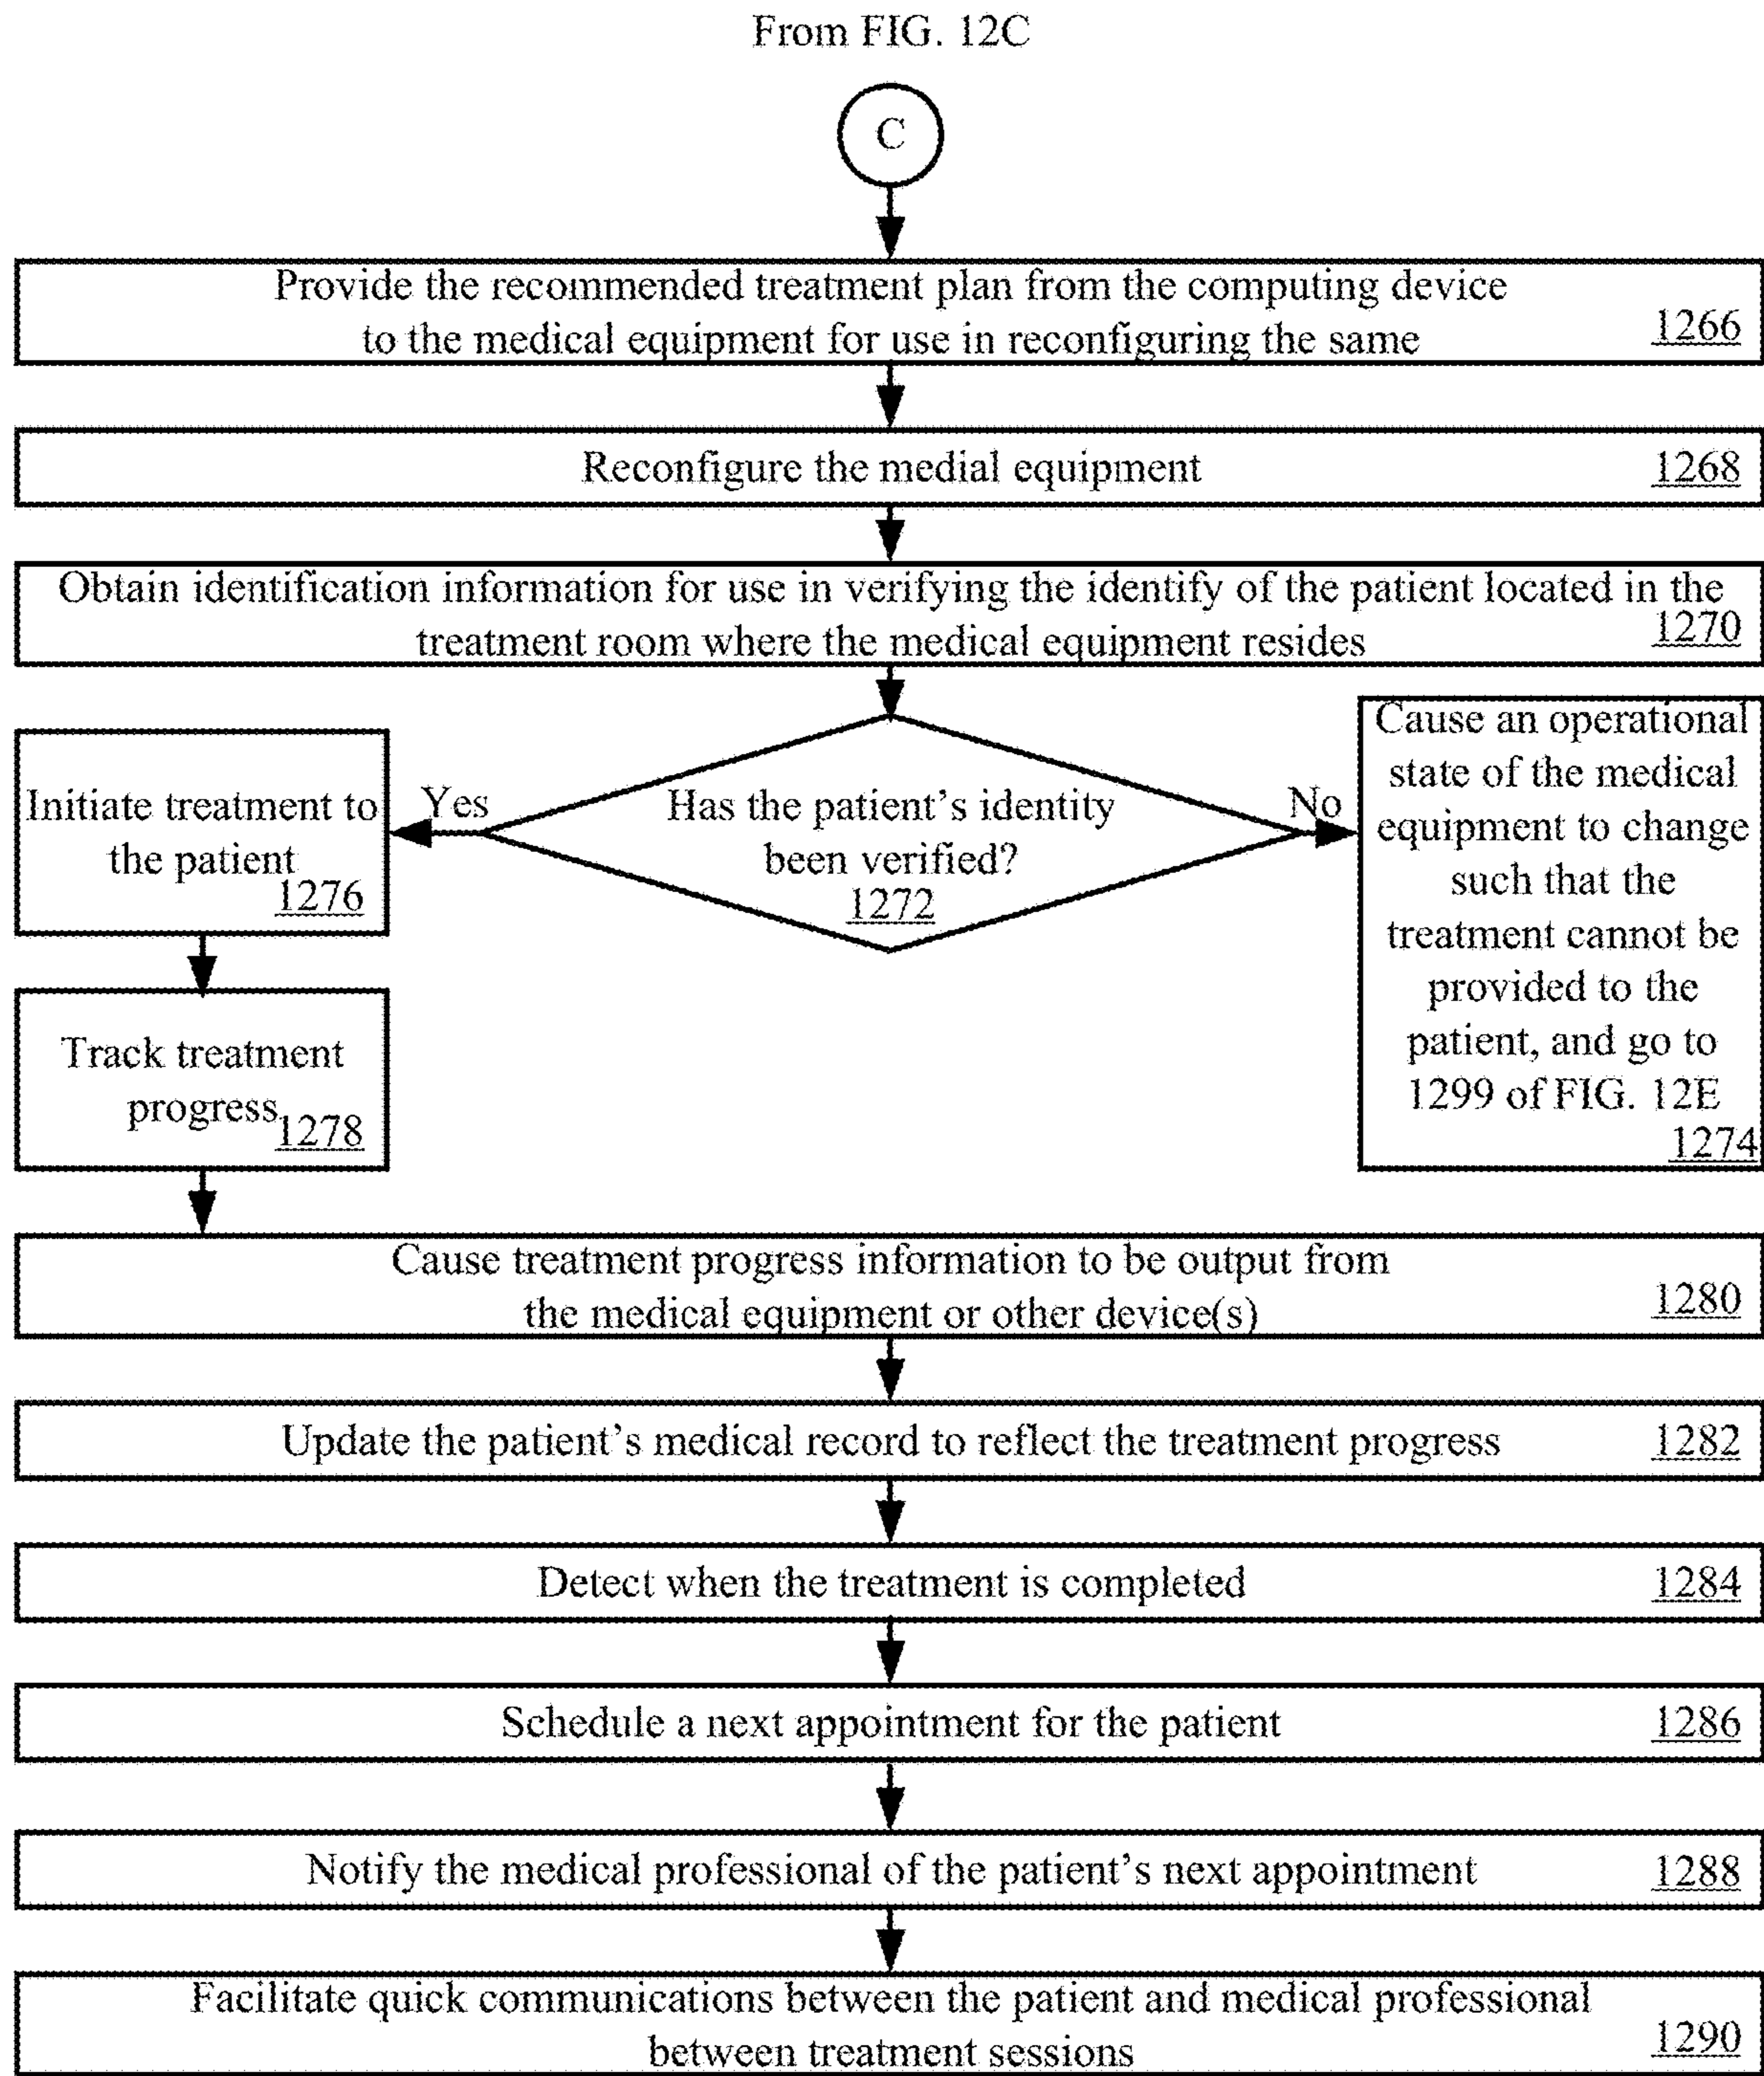 From FIG. 12C
C
Provide the recommended treatment plan from the computing device
to the medical equipment for use in reconfiguring the same
1266
Reconfigure the medial equipment
1268
Obtain identification information for use in verifying the identify of the patient located in the
treatment room where the medical equipment resides
1270
Initiate treatment to
the patient
1276
Yes
Has the patient's identity
been verified?
1272
No
Cause an operational
state of the medical
equipment to change
such that the
treatment cannot be
provided to the
patient, and go to
1299 of FIG. 12E
1274
Track treatment
progress
1278
Cause treatment progress information to be output from
the medical equipment or other device(s)
1280
Update the patient's medical record to reflect the treatment progress
1282
Detect when the treatment is completed
1284
Schedule a next appointment for the patient
1286
Notify the medical professional of the patient's next appointment
1288
Facilitate quick communications between the patient and medical professional
between treatment sessions
1290